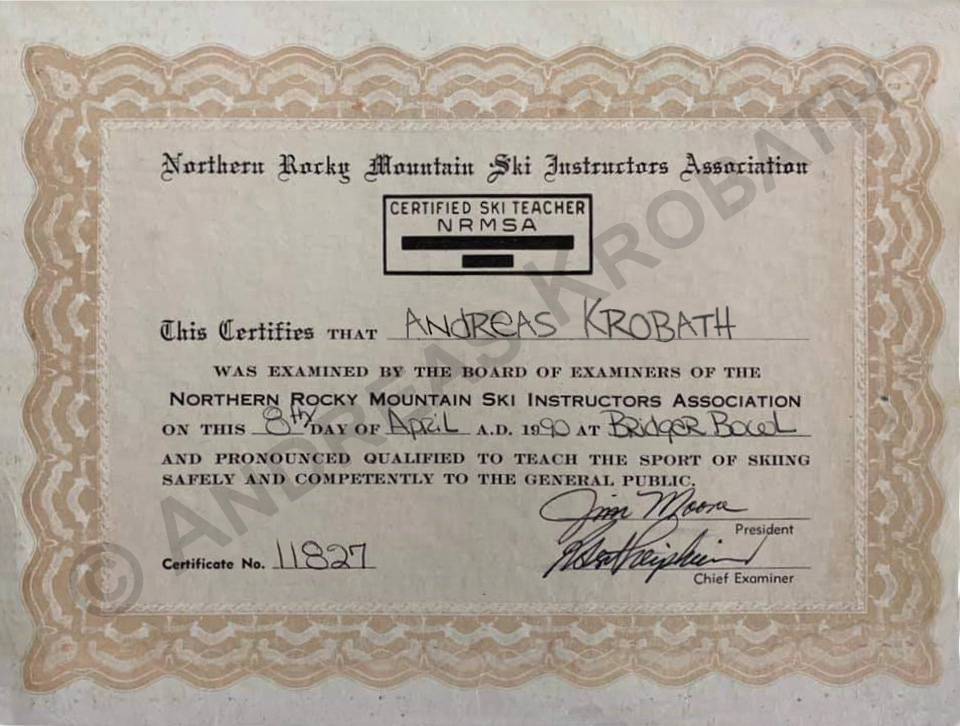 Northern Rocky Mountain Ski Instructors Association
CERTIFIED SKI TEACHER
NRMSA
This Certifies THAT ANDREAS KROBATH
WAS EXAMINED BY THE BOARD OF EXAMINERS OF THE
NORTHERN ROCKY MOUNTAIN SKI INSTRUCTORS ASSOCIATION
ON THIS 8th DAY OF April A.D. 1990 AT Bridger Bowl
AND PRONOUNCED QUALIFIED TO TEACH THE SPORT OF SKIING
SAFELY AND COMPETENTLY TO THE GENERAL PUBLIC.
Jim Moore
President
Chief Examiner
Certificate No. 11827
© ANDREAS KROBATH